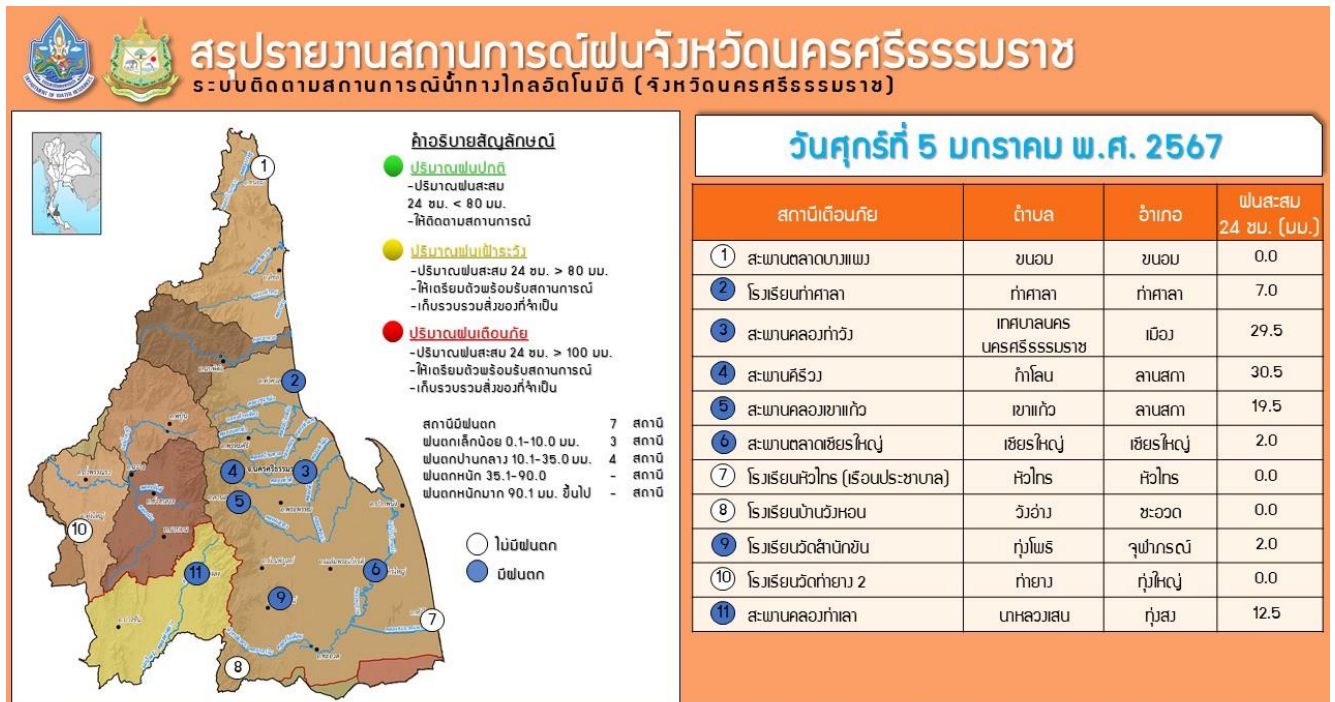 สรุปรายงานสถานการณ์ฝนจังหวัดนครศรีธรรมราช
ระบบติดตามสถานการณ์น้ำทางไกลอัตโนมัติ (จังหวัดนครศรีธรรมราช)
คำอธิบายสัญลักษณ์
ปริมาณฝนปกติ
-ปริมาณฝนสะสม
24 ชม. < 80 มม.
-ให้ติดตามสถานการณ์
ปริมาณฝนเฝ้าระวัง
-ปริมาณฝนสะสม 24 ชม. > 80 มม.
-ให้เตรียมตัวพร้อมรับสถานการณ์
-เก็บรวบรวมสิ่งของที่จำเป็น
ปริมาณฝนเตือนภัย
-ปริมาณฝนสะสม 24 ชม. > 100 มม.
-ให้เตรียมตัวพร้อมรับสถานการณ์
-เก็บรวบรวมสิ่งของที่จำเป็น
สถานีมีฝนตก 7 สถานี
ฝนตกเล็กน้อย 0.1-10.0 มม. 3 สถานี
ฝนตกปานกลาง 10.1-35.0 มม. 4 สถานี
ฝนตกหนัก 35.1-90.0 - สถานี
ฝนตกหนักมาก 90.1 มม. ขึ้นไป - สถานี
ไม่มีฝนตก
มีฝนตก
1
2
4
3
5
10
11
6
9
7
8
วันศุกร์ที่ 5 มกราคม พ.ศ. 2567
สถานีเตือนภัย ตำบล อำเภอ ฝนสะสม
24 ชม. (มม.)
1 สะพานตลาดบางแพง ขนอม ขนอม 0.0
2 โรงเรียนท่าศาลา ท่าศาลา ท่าศาลา 7.0
3 สะพานคลองท่าวัง เทศบาลนคร
นครศรีธรรมราช เมือง 29.5
4 สะพานคีรีวง กำโลน ลานสกา 30.5
5 สะพานคลองเขาแก้ว เขาแก้ว ลานสกา 19.5
6 สะพานตลาดเชียรใหญ่ เชียรใหญ่ เชียรใหญ่ 2.0
7 โรงเรียนหัวไทร (เรือนประชาบาล) หัวไทร หัวไทร 0.0
8 โรงเรียนบ้านวังหอน วังอ่าง ชะอวด 0.0
9 โรงเรียนวัดสำนักขัน ทุ่งโพธิ จุฬาภรณ์ 2.0
10 โรงเรียนวัดท่ายาง 2 ท่ายาง ทุ่งใหญ่ 0.0
11 สะพานคลองท่าเลา นาหลวงเสน ทุ่งสง 12.5